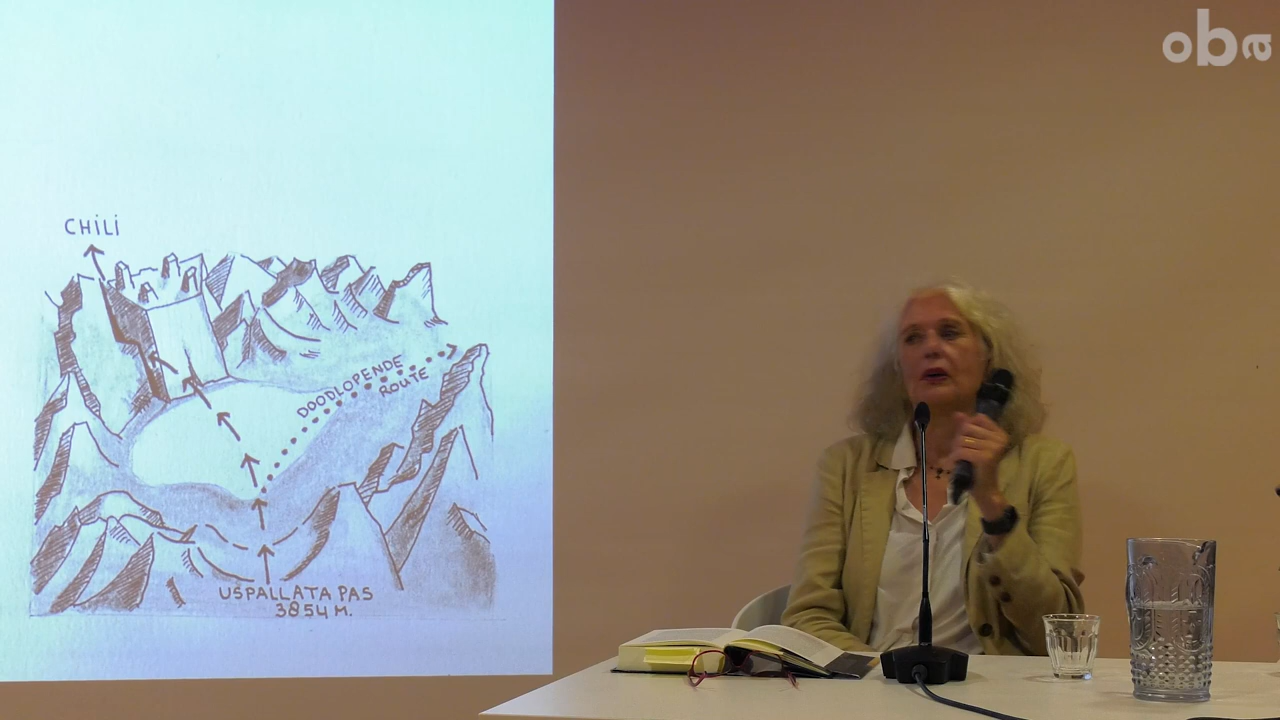 oba
CHiLi
DOODLOPENDE
ROUTE
USPALLATA PAS
3854 M.